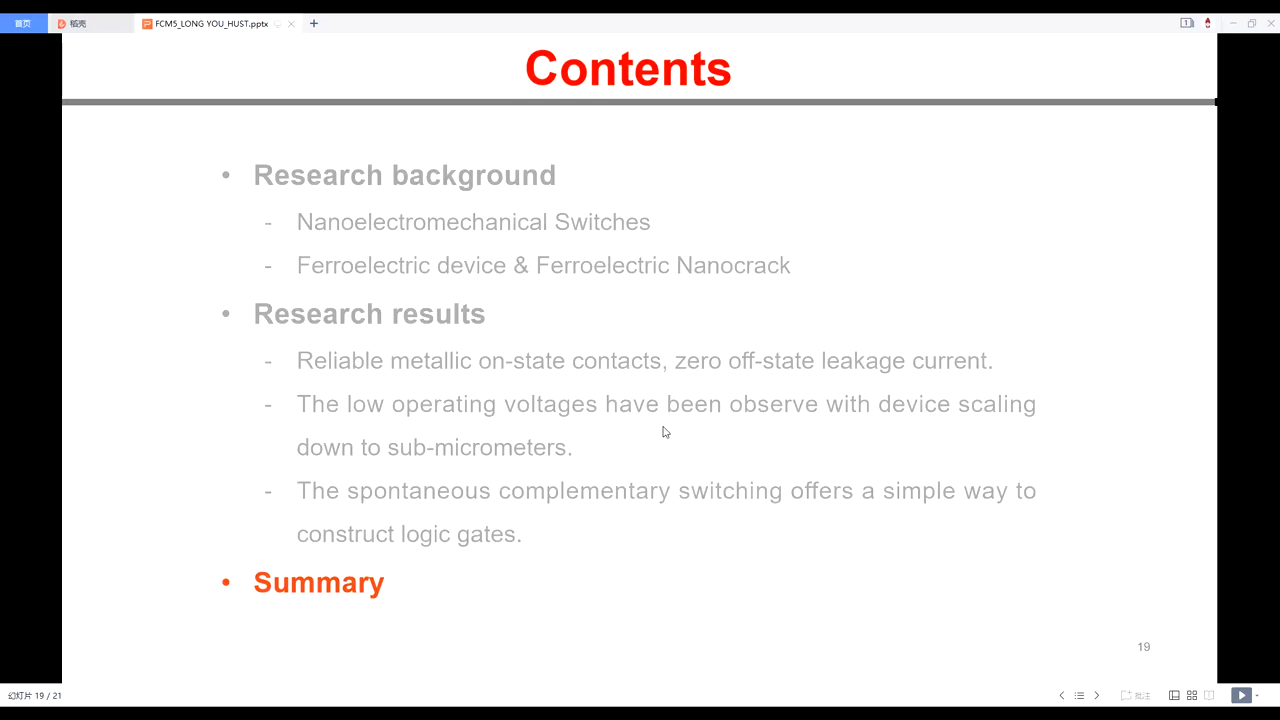 首页
稻壳
FCM5_LONG YOU_HUST.pptx
1
Contents
• Research background
- Nanoelectromechanical Switches
- Ferroelectric device & Ferroelectric Nanocrack
• Research results
- Reliable metallic on-state contacts, zero off-state leakage current.
- The low operating voltages have been observe with device scaling
down to sub-micrometers.
- The spontaneous complementary switching offers a simple way to
construct logic gates.
• Summary
19
幻灯片 19 / 21
批注